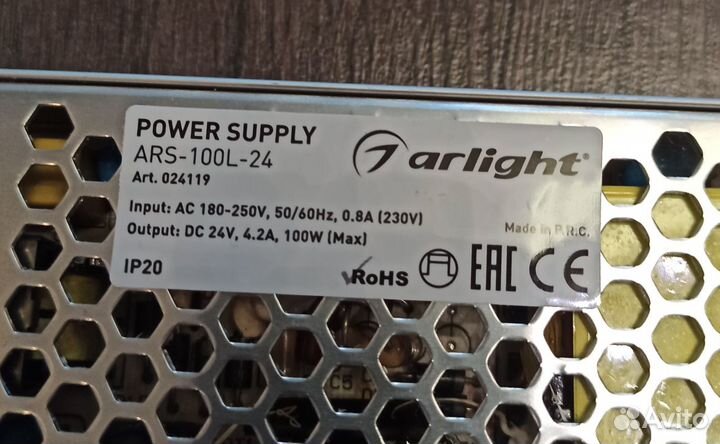 POWER SUPPLY
ARS-100L-24
Art. 024119
arlight
Input: AC 180-250V, 50/60Hz, 0.8A (230V)
Output: DC 24V, 4.2A, 100W (Max)
Made in P.R.C.
IP20
RoHS
EAC CE
C5
Avito